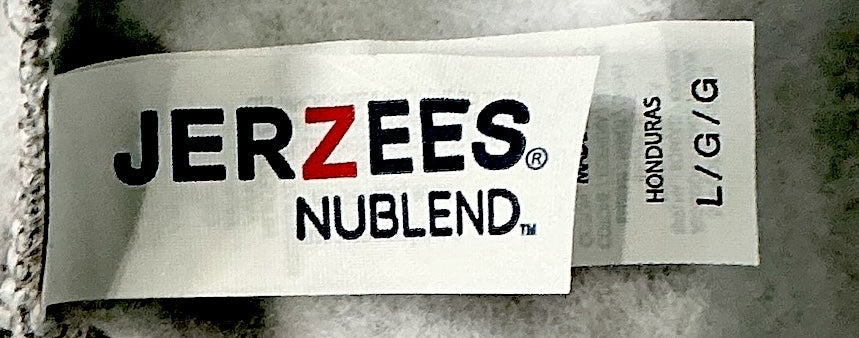 JERZEES®
NUBLEND™
HONDURAS
L/G/G